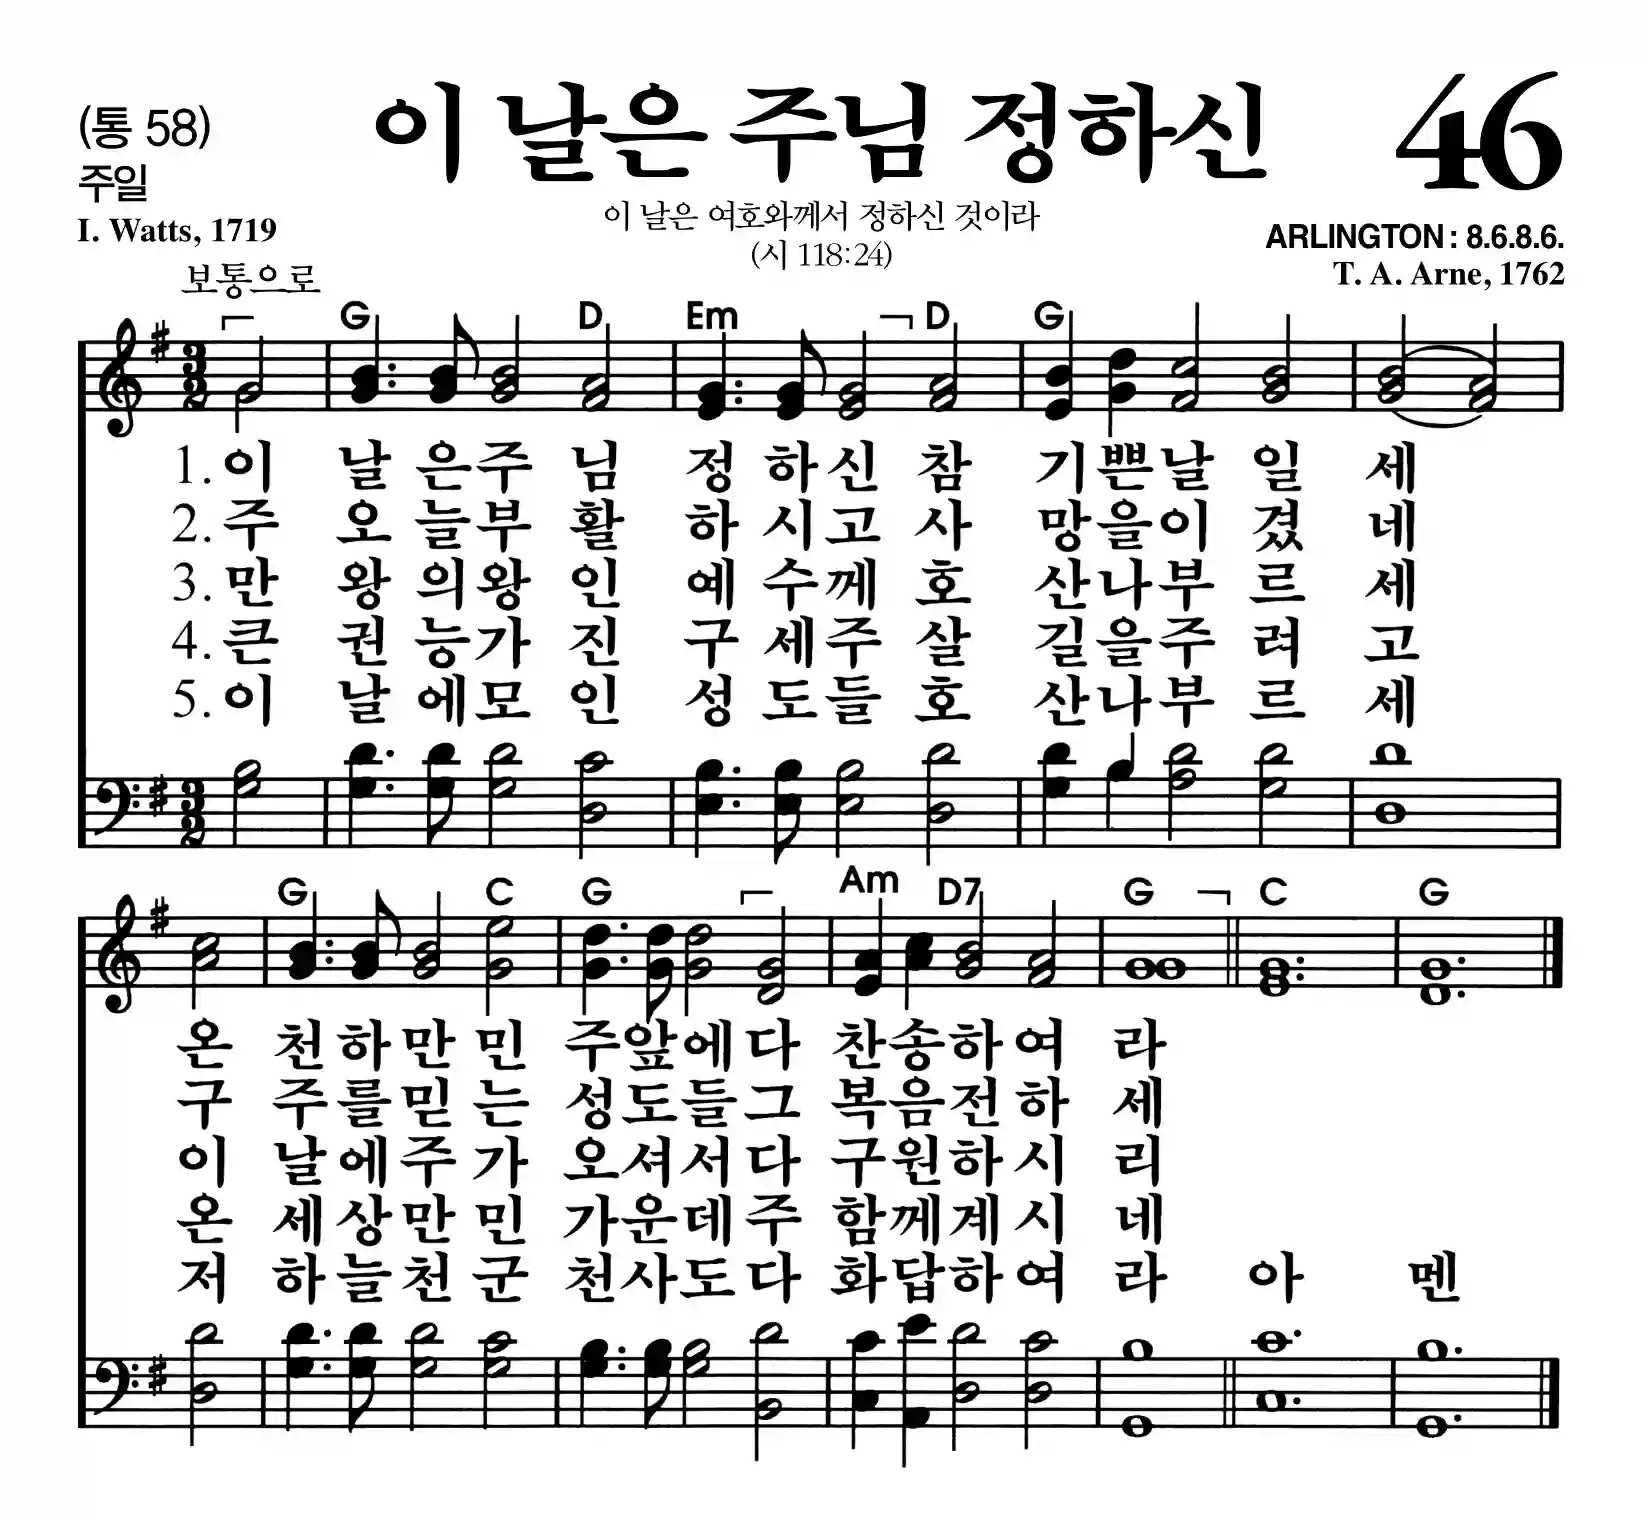 (통 58)
이 날은 주님 정하신
46
주일
이 날은 여호와께서 정하신 것이라
I. Watts, 1719
(시 118:24)
ARLINGTON : 8.6.8.6.
T. A. Arne, 1762
보통으로
G D Em D G
3
2
1. 이 날 은주 님 정 하신 참 기쁜날 일 세
2. 주 오 늘부 활 하 시고 사 망을이 겼 네
3. 만 왕 의왕 인 예 수께 호 산나부 르 세
4. 큰 권 능가 진 구 세주 살 길을주 려 고
5. 이 날 에모 인 성 도들 호 산나부 르 세
3
2
G C G Am D7 G C G
온 천하만 민 주앞에다 찬송하여 라
구 주를믿 는 성도들그 복음전하 세
이 날에주 가 오셔서다 구원하시 리
온 세상만 민 가운데주 함께계시 네
저 하늘천 군 천사도다 화답하여 라 아 멘